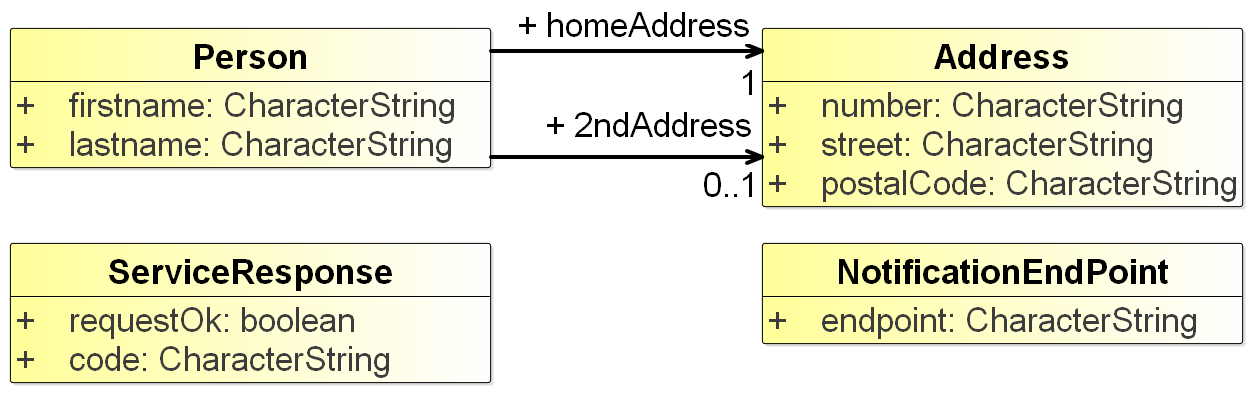 Person
+ firstname: CharacterString
+ lastname: CharacterString
+ homeAddress
1
+ 2ndAddress
0..1
Address
+ number: CharacterString
+ street: CharacterString
+ postalCode: CharacterString
ServiceResponse
+ requestOk: boolean
+ code: CharacterString
NotificationEndPoint
+ endpoint: CharacterString